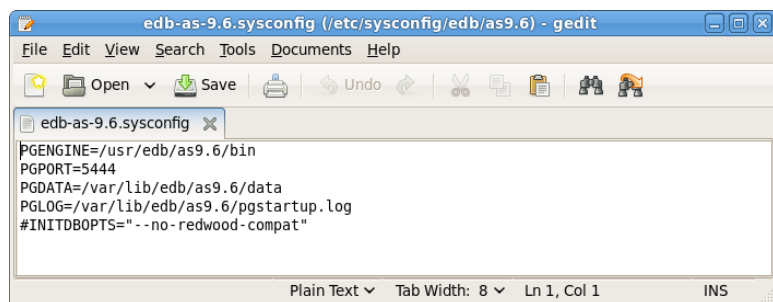 edb-as-9.6.sysconfig (/etc/sysconfig/edb/as9.6) - gedit
File Edit View Search Tools Documents Help
Open Save Undo
edb-as-9.6.sysconfig
PGENGINE=/usr/edb/as9.6/bin
PGPORT=5444
PGDATA=/var/lib/edb/as9.6/data
PGLOG=/var/lib/edb/as9.6/pgstartup.log
#INITDBOPTS="--no-redwood-compat"
Plain Text Tab Width: 8 Ln 1, Col 1 INS